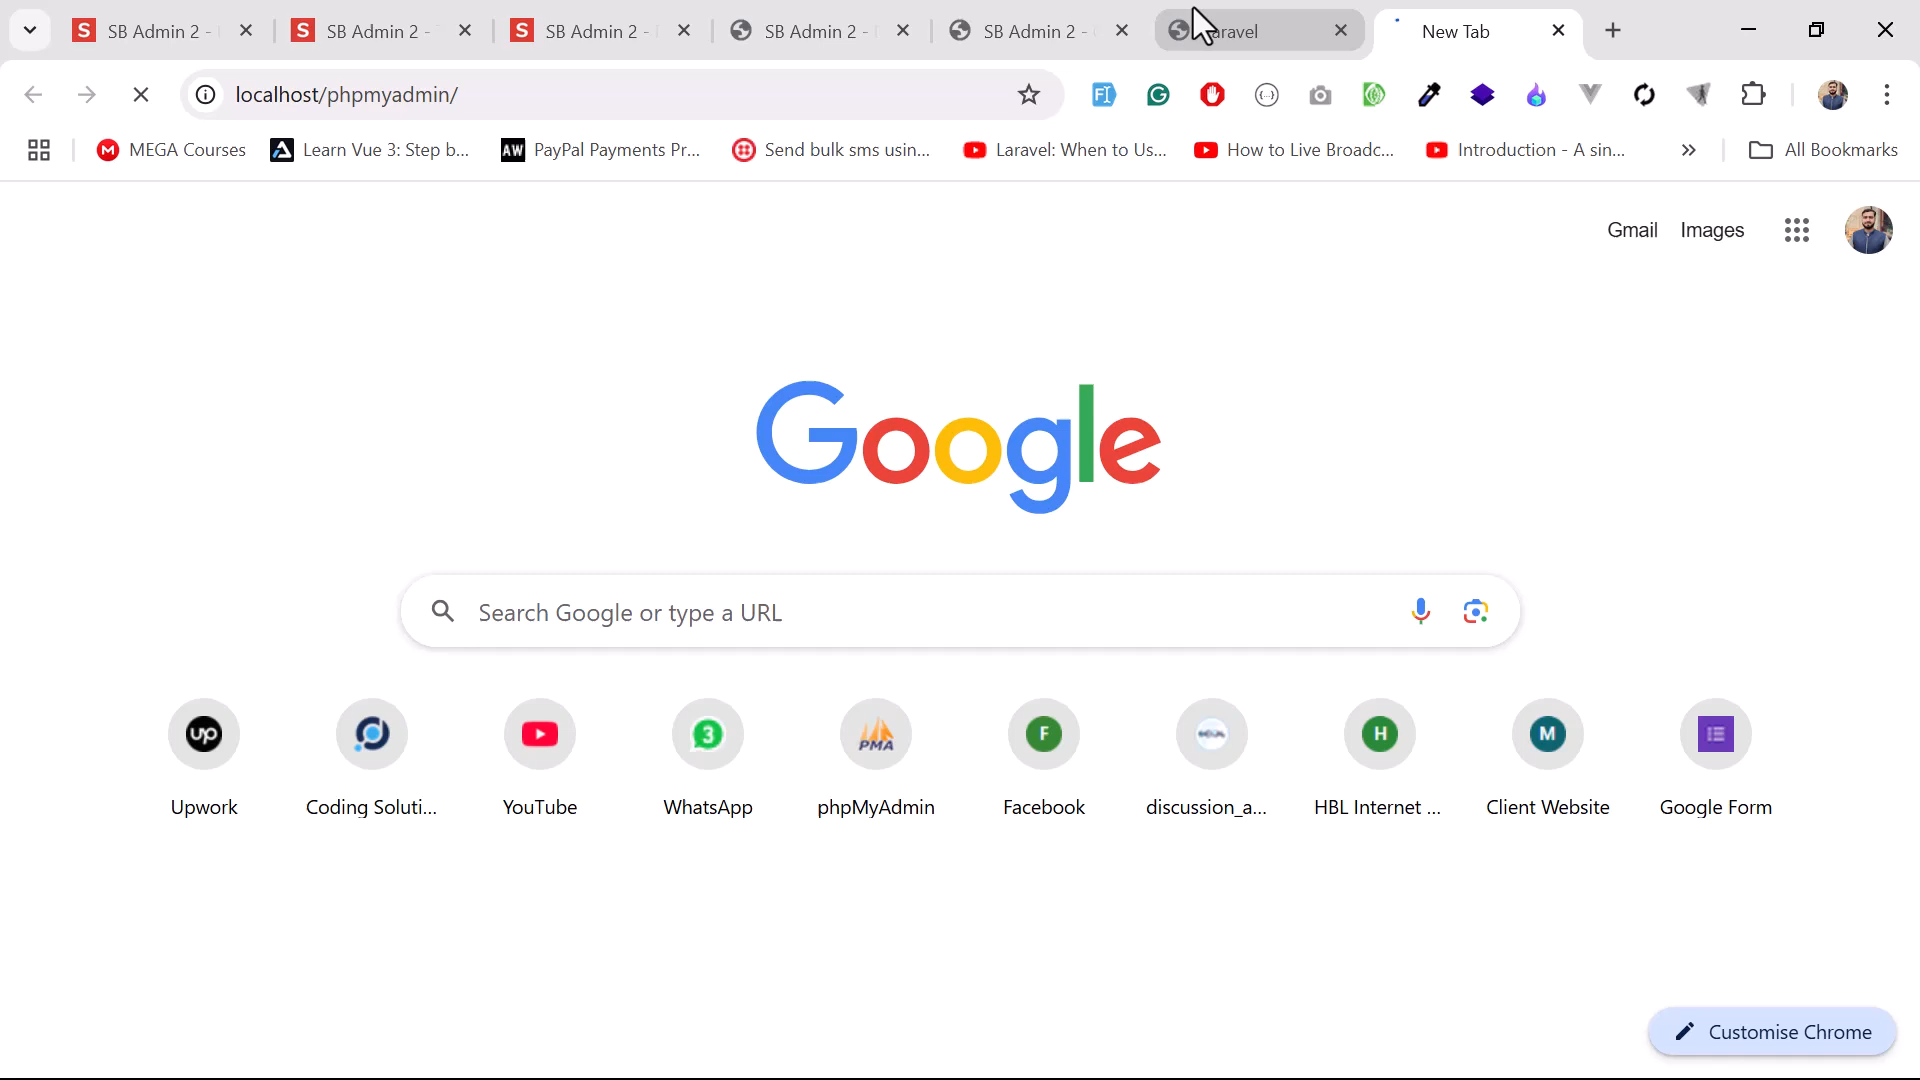 SB Admin 2 -
SB Admin 2 -
SB Admin 2 -
SB Admin 2 -
SB Admin 2 -
aravel
New Tab
localhost/phpmyadmin/
MEGA Courses
Learn Vue 3: Step b...
AW PayPal Payments Pr...
Send bulk sms usin...
Laravel: When to Us...
How to Live Broadc...
Introduction - A sin...
All Bookmarks
Gmail Images
Google
Search Google or type a URL
Upwork
Coding Soluti...
YouTube
WhatsApp
phpMyAdmin
Facebook
discussion_a...
HBL Internet ...
Client Website
Google Form
Customise Chrome